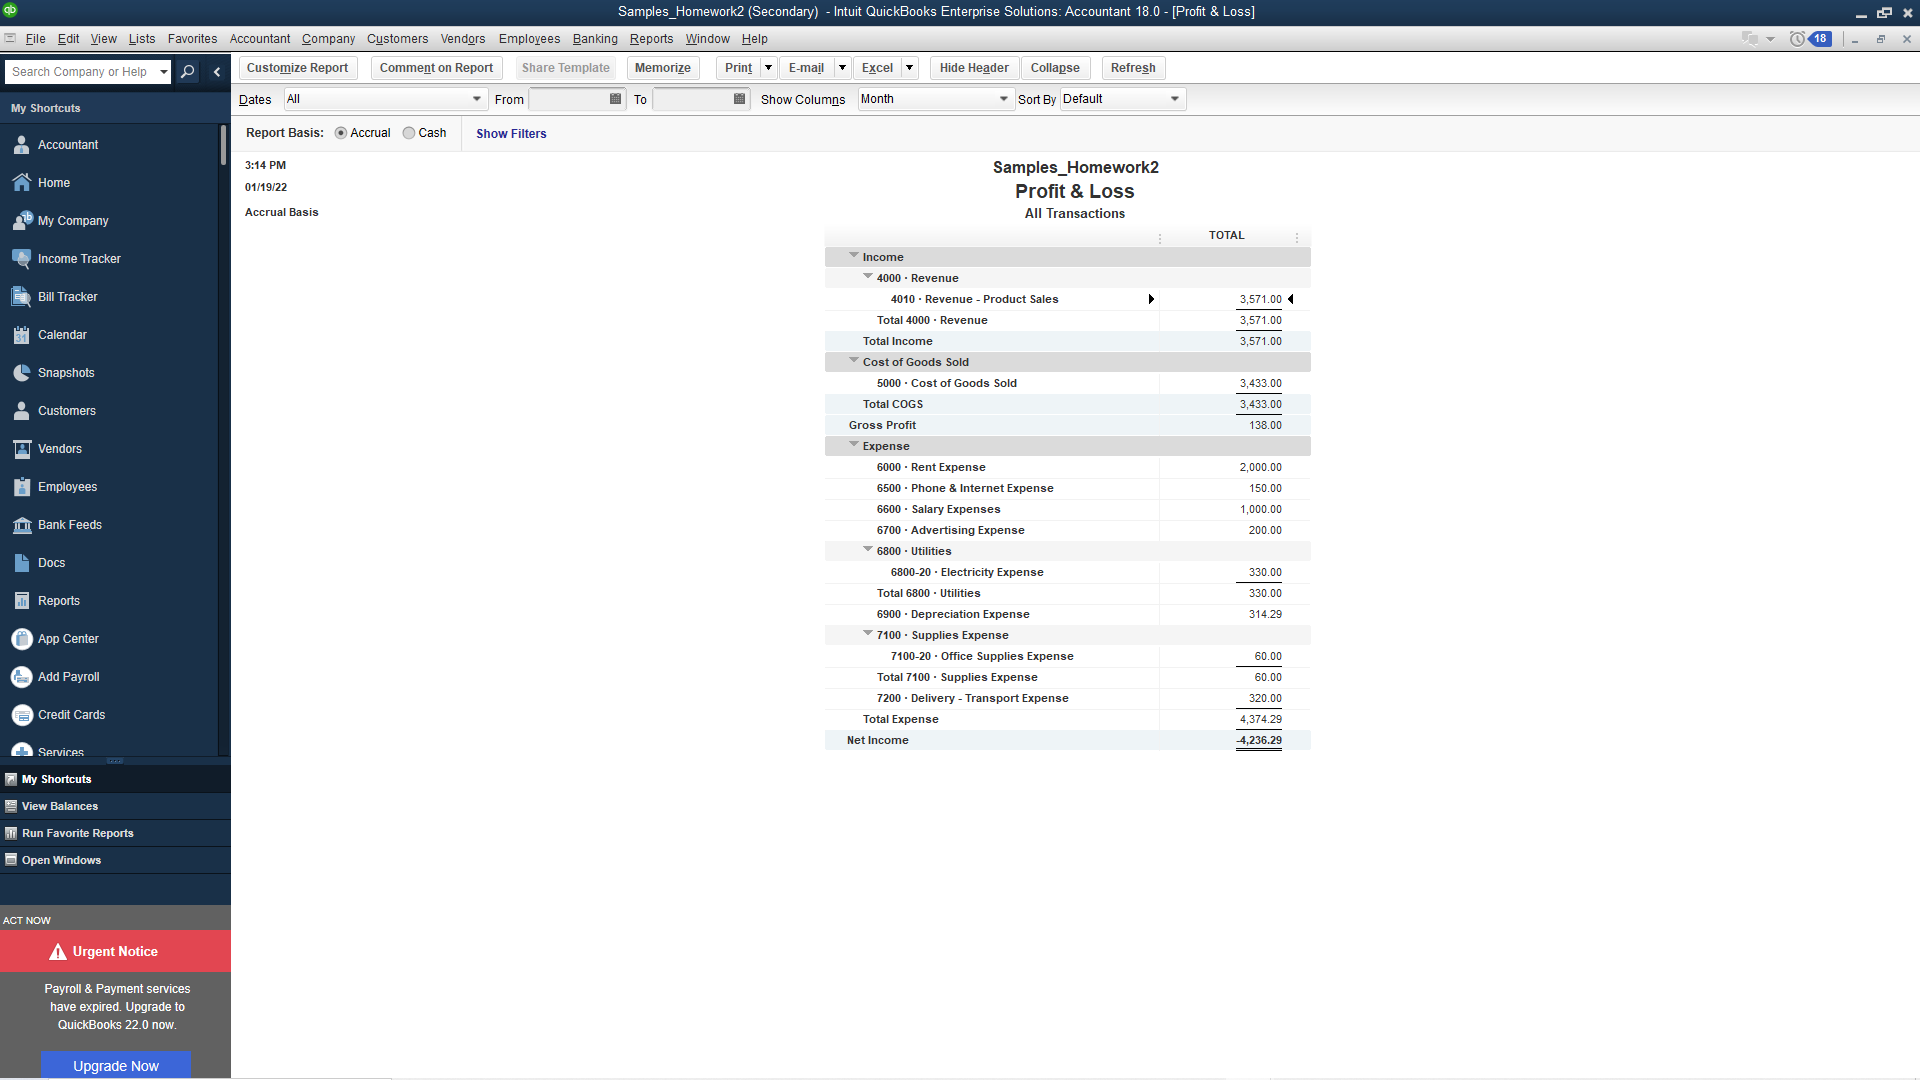 Samples_Homework2 (Secondary) - Intuit QuickBooks Enterprise Solutions: Accountant 18.0 - [Profit & Loss]
File Edit View Lists Favorites Accountant Company Customers Vendors Employees Banking Reports Window Help 18
Search Company or Help
Customize Report Comment on Report Share Template Memorize Print E-mail Excel Hide Header Collapse Refresh
Dates All From To Show Columns Month Sort By Default
Report Basis: Accrual Cash Show Filters
My Shortcuts
Accountant
Home
My Company
Income Tracker
Bill Tracker
31 Calendar
Snapshots
Customers
Vendors
Employees
Bank Feeds
Docs
Reports
App Center
Add Payroll
Credit Cards
Services
My Shortcuts
View Balances
Run Favorite Reports
Open Windows
ACT NOW
Urgent Notice
Payroll & Payment services
have expired. Upgrade to
QuickBooks 22.0 now.
Upgrade Now
3:14 PM
01/19/22
Accrual Basis
Samples_Homework2
Profit & Loss
All Transactions
TOTAL
Income
4000 · Revenue
4010 · Revenue - Product Sales 3,571.00
Total 4000 · Revenue 3,571.00
Total Income 3,571.00
Cost of Goods Sold
5000 · Cost of Goods Sold 3,433.00
Total COGS 3,433.00
Gross Profit 138.00
Expense
6000 · Rent Expense 2,000.00
6500 · Phone & Internet Expense 150.00
6600 · Salary Expenses 1,000.00
6700 · Advertising Expense 200.00
6800 · Utilities
6800-20 · Electricity Expense 330.00
Total 6800 · Utilities 330.00
6900 · Depreciation Expense 314.29
7100 · Supplies Expense
7100-20 · Office Supplies Expense 60.00
Total 7100 · Supplies Expense 60.00
7200 · Delivery - Transport Expense 320.00
Total Expense 4,374.29
Net Income -4,236.29